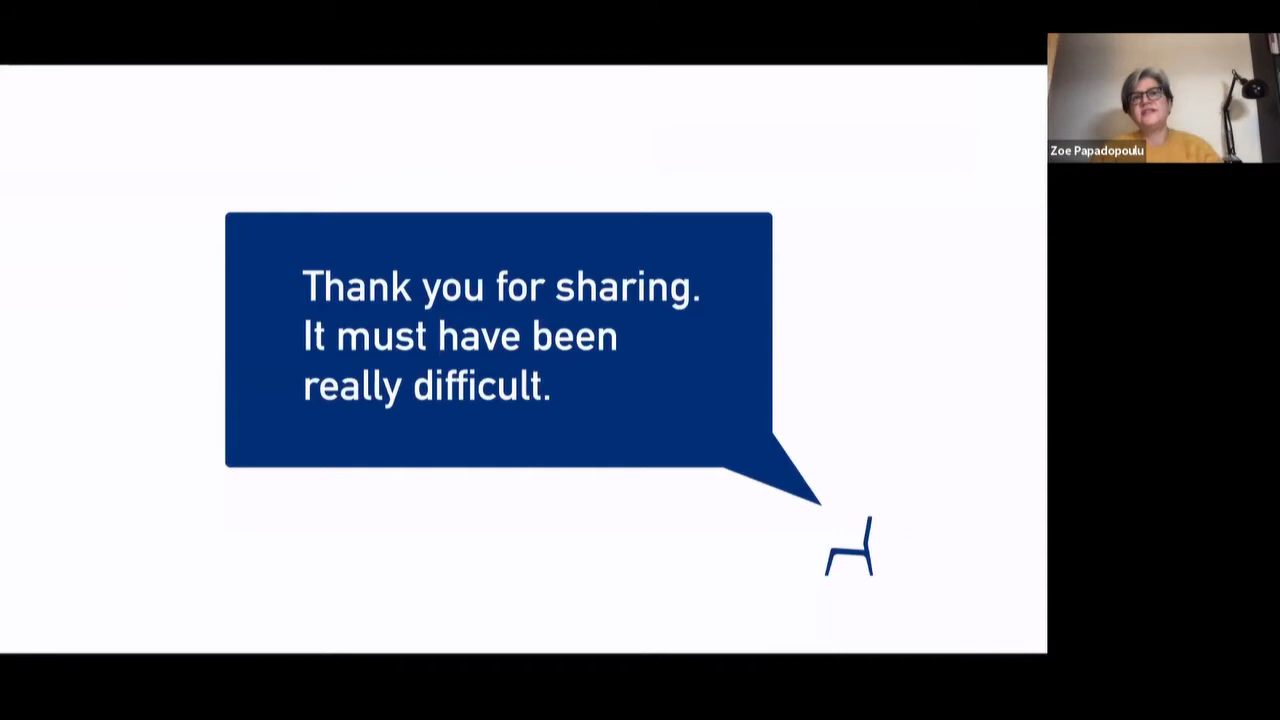 Thank you for sharing.
It must have been
really difficult.
Zoe Papadopoulu